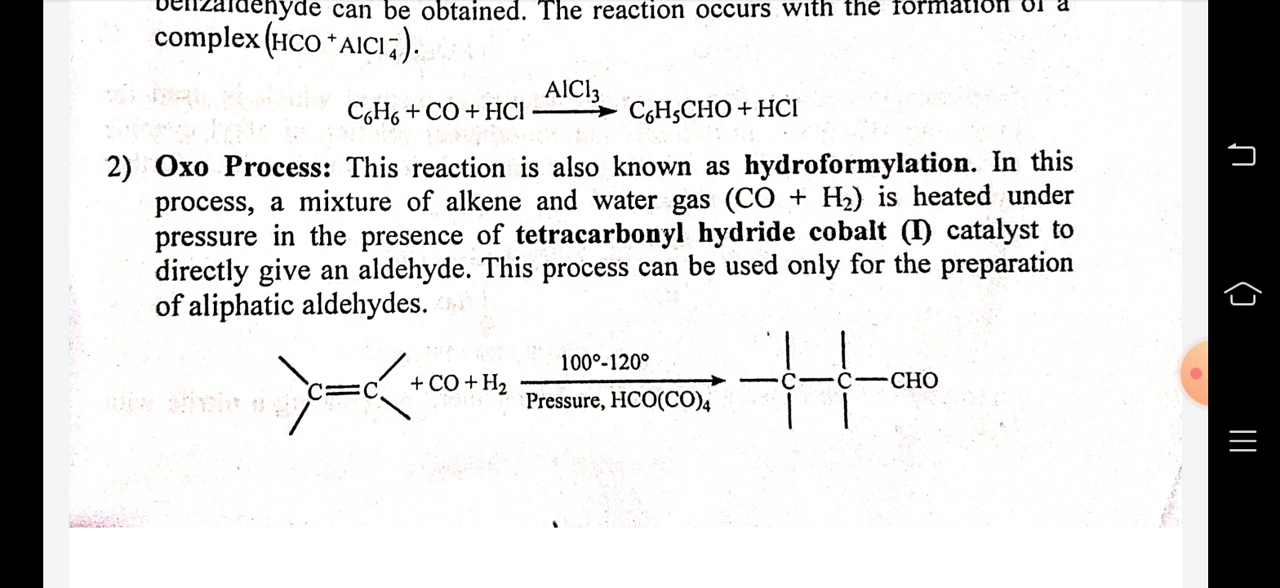 benzaldehyde can be obtained. The reaction occurs with the formation of a
complex (HCO⁺AlCl₄⁻).
C₆H₆ + CO + HCl AlCl₃ → C₆H₅CHO + HCl
2) Oxo Process: This reaction is also known as hydroformylation. In this
process, a mixture of alkene and water gas (CO + H₂) is heated under
pressure in the presence of tetracarbonyl hydride cobalt (I) catalyst to
directly give an aldehyde. This process can be used only for the preparation
of aliphatic aldehydes.
C=C + CO + H₂ 100°-120° Pressure, HCO(CO)₄ → —C—C—CHO